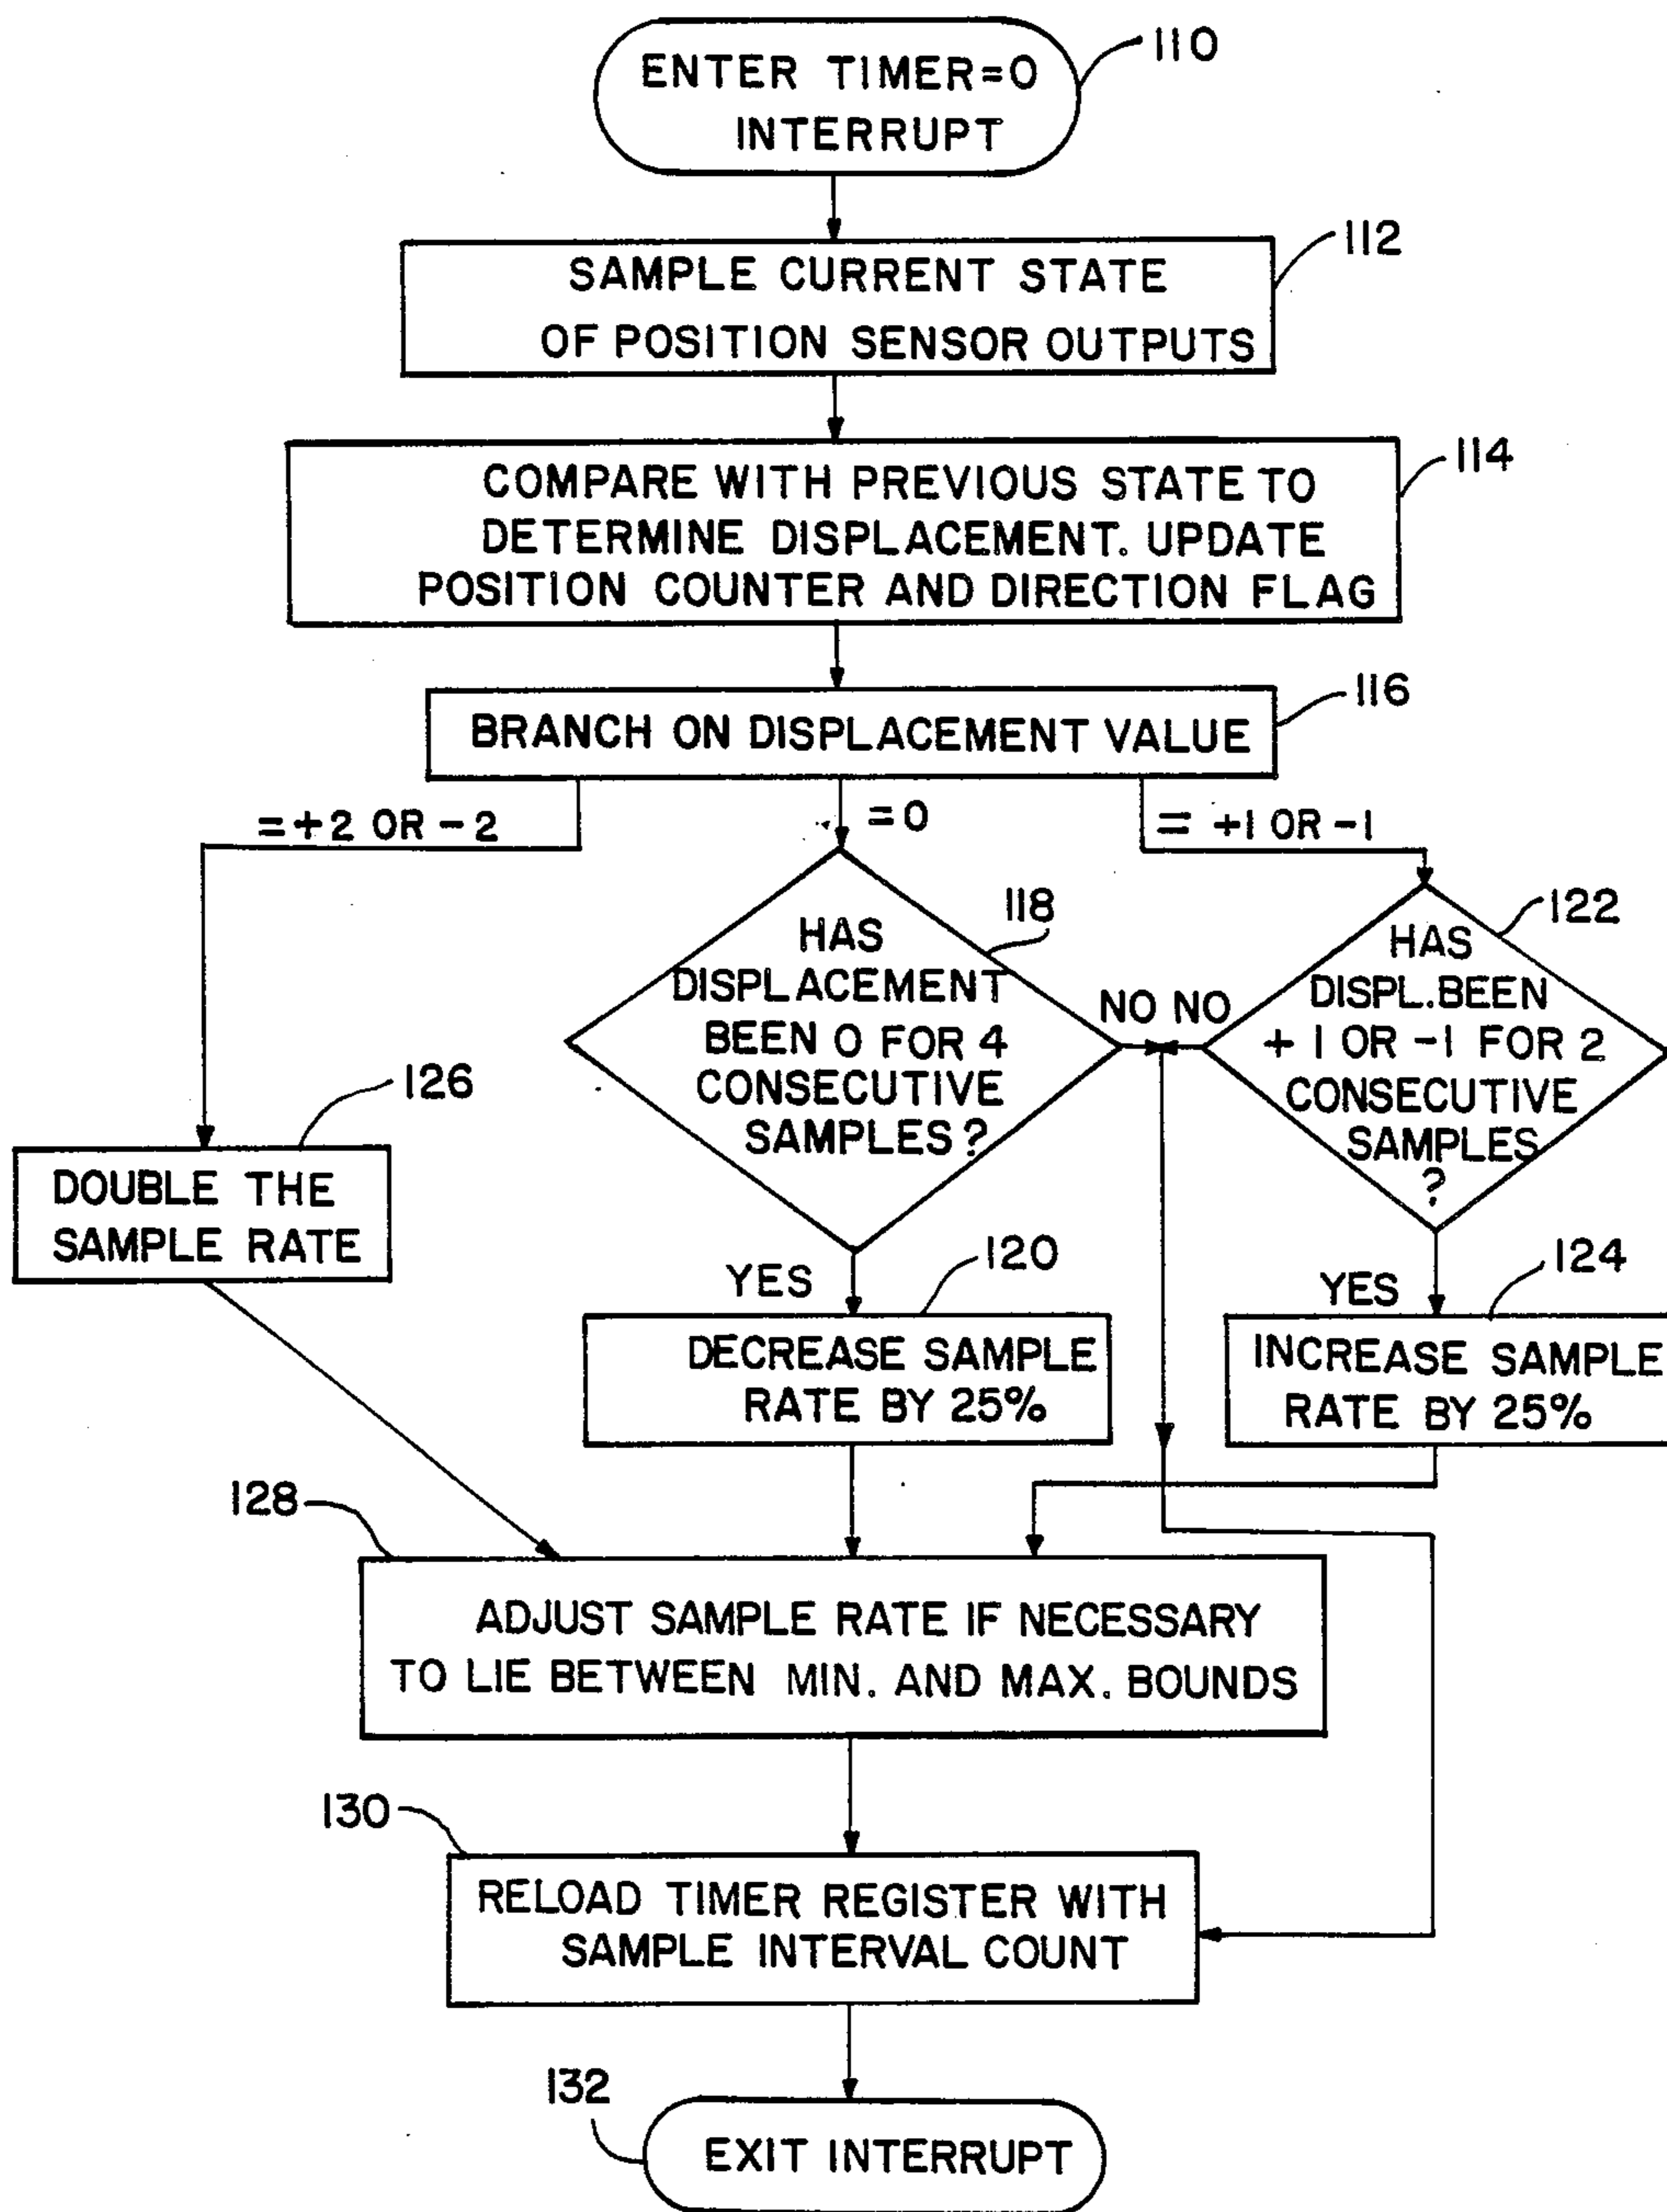 ENTER TIMER=0
INTERRUPT
110
SAMPLE CURRENT STATE
OF POSITION SENSOR OUTPUTS
112
COMPARE WITH PREVIOUS STATE TO
DETERMINE DISPLACEMENT. UPDATE
POSITION COUNTER AND DIRECTION FLAG
114
BRANCH ON DISPLACEMENT VALUE
116
=+2 OR -2
=0
= +1 OR -1
HAS
DISPLACEMENT
BEEN 0 FOR 4
CONSECUTIVE
SAMPLES?
118
NO NO
HAS
DISPL. BEEN
+ 1 OR -1 FOR 2
CONSECUTIVE
SAMPLES
?
122
126
DOUBLE THE
SAMPLE RATE
YES
120
DECREASE SAMPLE
RATE BY 25%
YES
124
INCREASE SAMPLE
RATE BY 25%
128
ADJUST SAMPLE RATE IF NECESSARY
TO LIE BETWEEN MIN. AND MAX. BOUNDS
130
RELOAD TIMER REGISTER WITH
SAMPLE INTERVAL COUNT
132
EXIT INTERRUPT